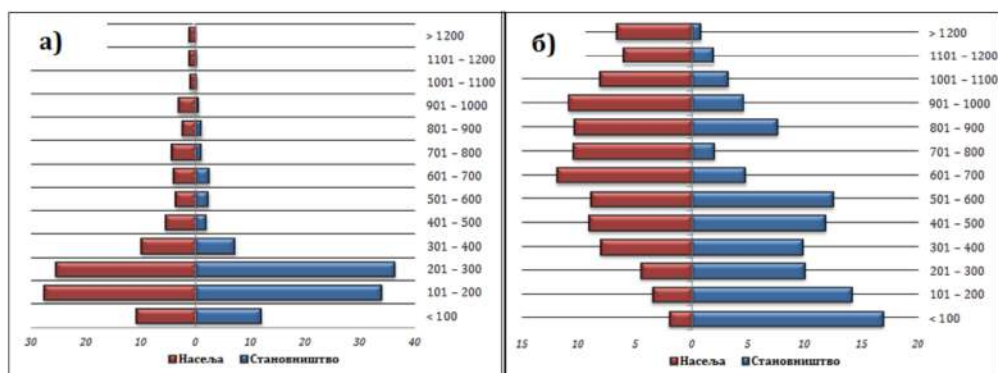 а)
> 1200
1101 – 1200
1001 – 1100
901 – 1000
801 – 900
701 – 800
601 – 700
501 – 600
401 – 500
301 – 400
201 – 300
101 – 200
< 100
30 20 10 0 10 20 30 40
Насеља Становништво
б)
> 1200
1101 – 1200
1001 – 1100
901 – 1000
801 – 900
701 – 800
601 – 700
501 – 600
401 – 500
301 – 400
201 – 300
101 – 200
< 100
15 10 5 0 5 10 15 20
Насеља Становништво